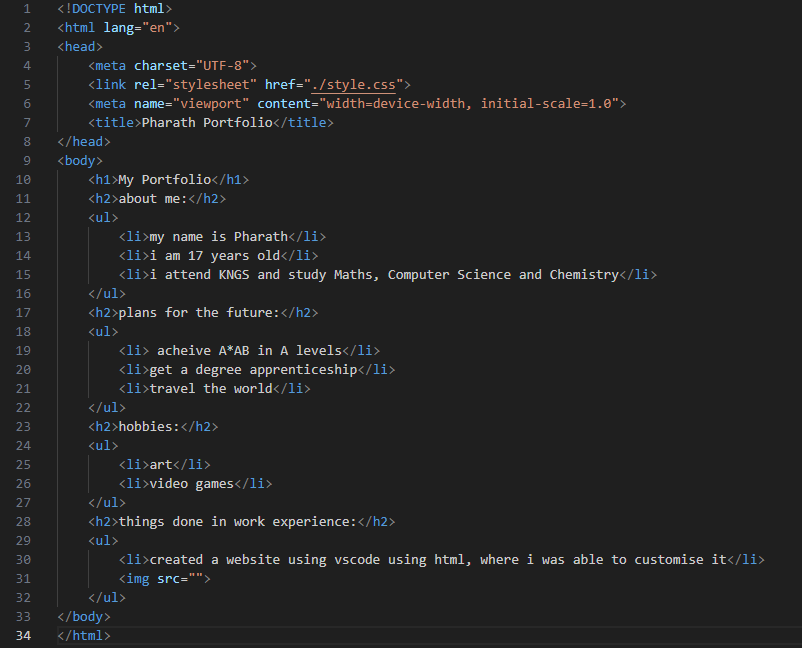 1 <!DOCTYPE html>
2 <html lang="en">
3 <head>
4     <meta charset="UTF-8">
5     <link rel="stylesheet" href="./style.css">
6     <meta name="viewport" content="width=device-width, initial-scale=1.0">
7     <title>Pharath Portfolio</title>
8 </head>
9 <body>
10     <h1>My Portfolio</h1>
11     <h2>about me:</h2>
12     <ul>
13         <li>my name is Pharath</li>
14         <li>i am 17 years old</li>
15         <li>i attend KNGS and study Maths, Computer Science and Chemistry</li>
16     </ul>
17     <h2>plans for the future:</h2>
18     <ul>
19         <li> acheive A*AB in A levels</li>
20         <li>get a degree apprenticeship</li>
21         <li>travel the world</li>
22     </ul>
23     <h2>hobbies:</h2>
24     <ul>
25         <li>art</li>
26         <li>video games</li>
27     </ul>
28     <h2>things done in work experience:</h2>
29     <ul>
30         <li>created a website using vscode using html, where i was able to customise it</li>
31         <img src="">
32     </ul>
33 </body>
34 </html>